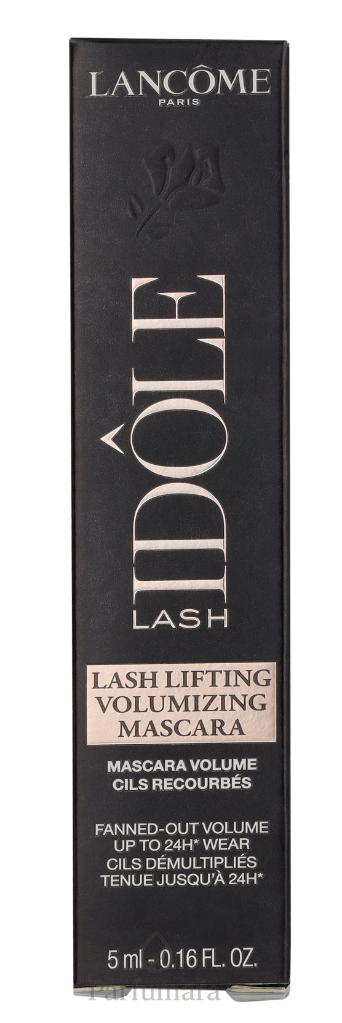 LANCÔME
PARIS
IDÔLE
LASH
LASH LIFTING
VOLUMIZING
MASCARA
MASCARA VOLUME
CILS RECOURBÉS
FANNED-OUT VOLUME
UP TO 24H* WEAR
CILS DÉMULTIPLIÉS
TENUE JUSQU'À 24H*
5 ml - 0.16 FL. OZ.
Parfumara